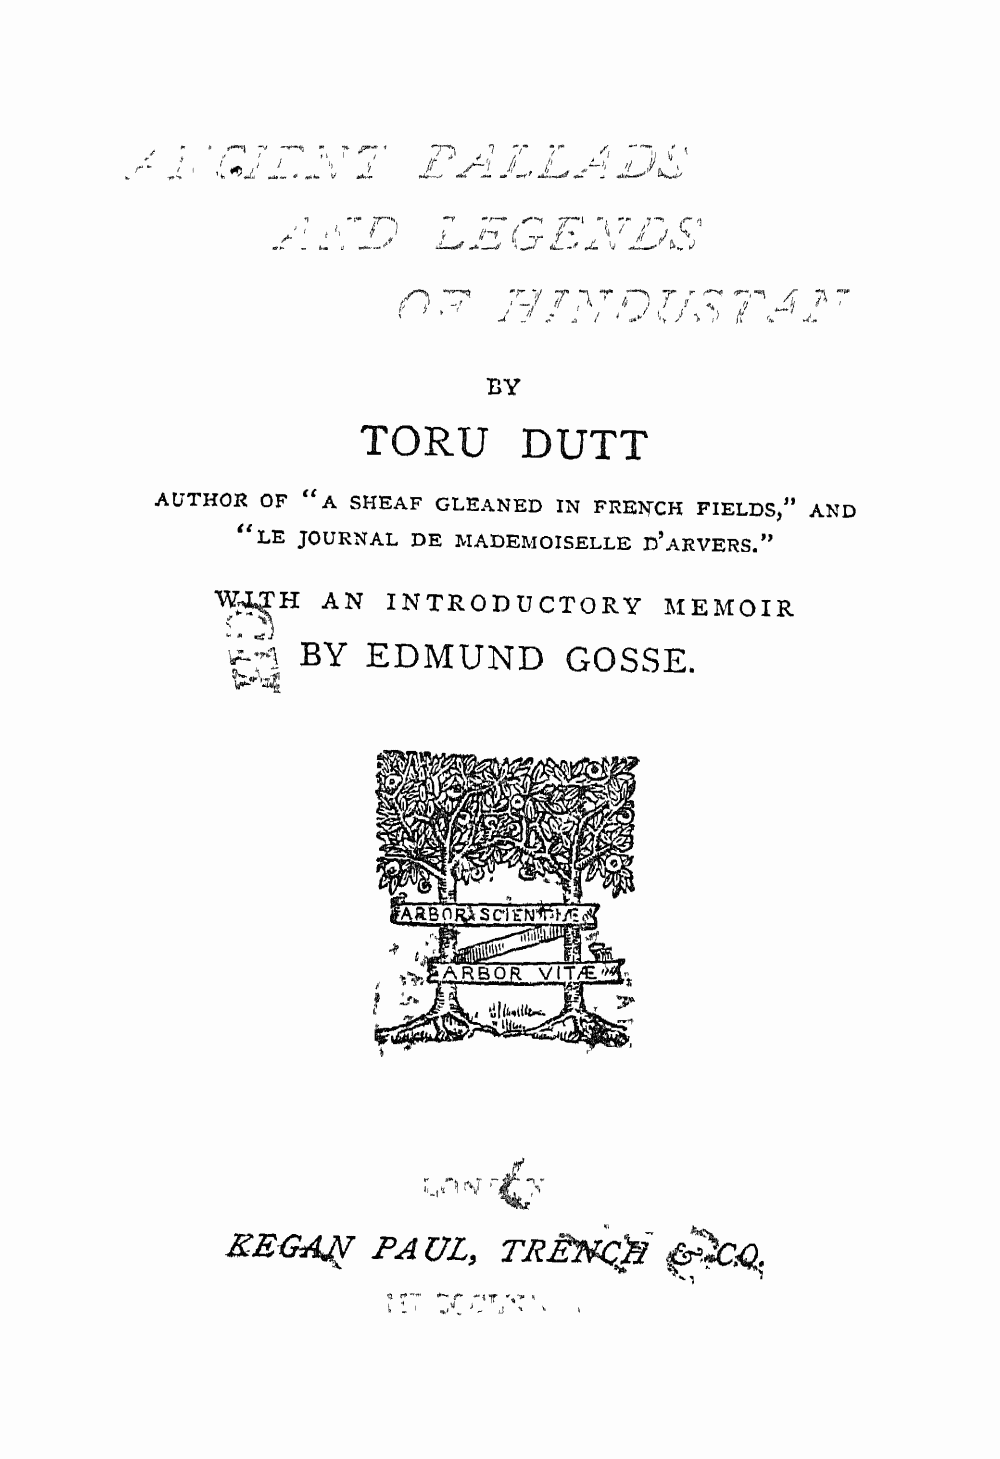 ANCIENT BALLADS
AND LEGENDS
OF HINDUSTAN
BY
TORU DUTT
AUTHOR OF “A SHEAF GLEANED IN FRENCH FIELDS,” AND
“LE JOURNAL DE MADEMOISELLE D’ARVERS.”
WITH AN INTRODUCTORY MEMOIR
BY EDMUND GOSSE.
ARBOR SCIENTIÆ
ARBOR VITÆ
LONDON
KEGAN PAUL, TRENCH & CO.